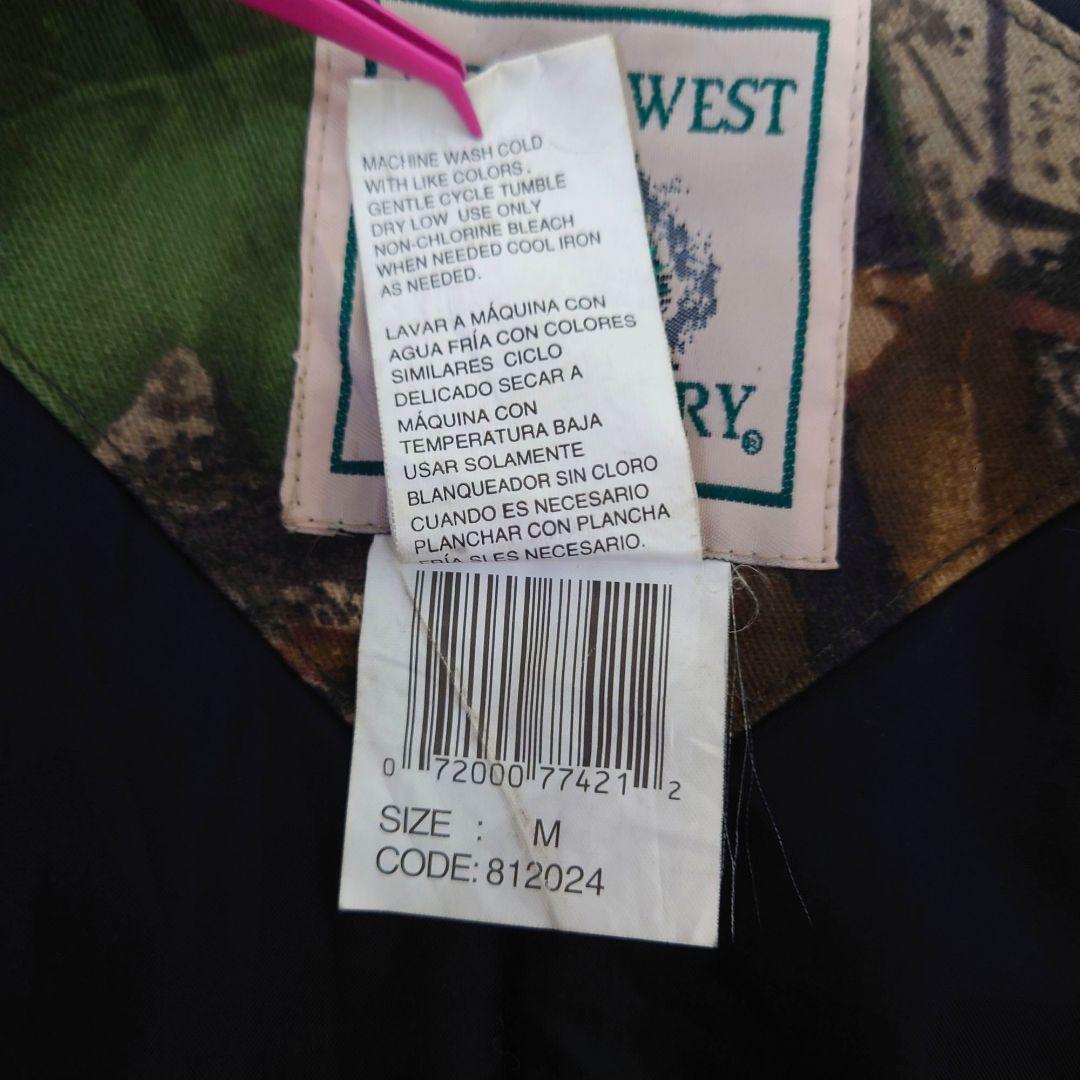 WEST
RY®
MACHINE WASH COLD
WITH LIKE COLORS.
GENTLE CYCLE TUMBLE
DRY LOW USE ONLY
NON-CHLORINE BLEACH
WHEN NEEDED COOL IRON
AS NEEDED.
LAVAR A MÁQUINA CON
AGUA FRÍA CON COLORES
SIMILARES CICLO
DELICADO SECAR A
MÁQUINA CON
TEMPERATURA BAJA
USAR SOLAMENTE
BLANQUEADOR SIN CLORO
CUANDO ES NECESARIO
PLANCHAR CON PLANCHA
FRÍA SI ES NECESARIO.
0 72000 77421 2
SIZE : M
CODE: 812024